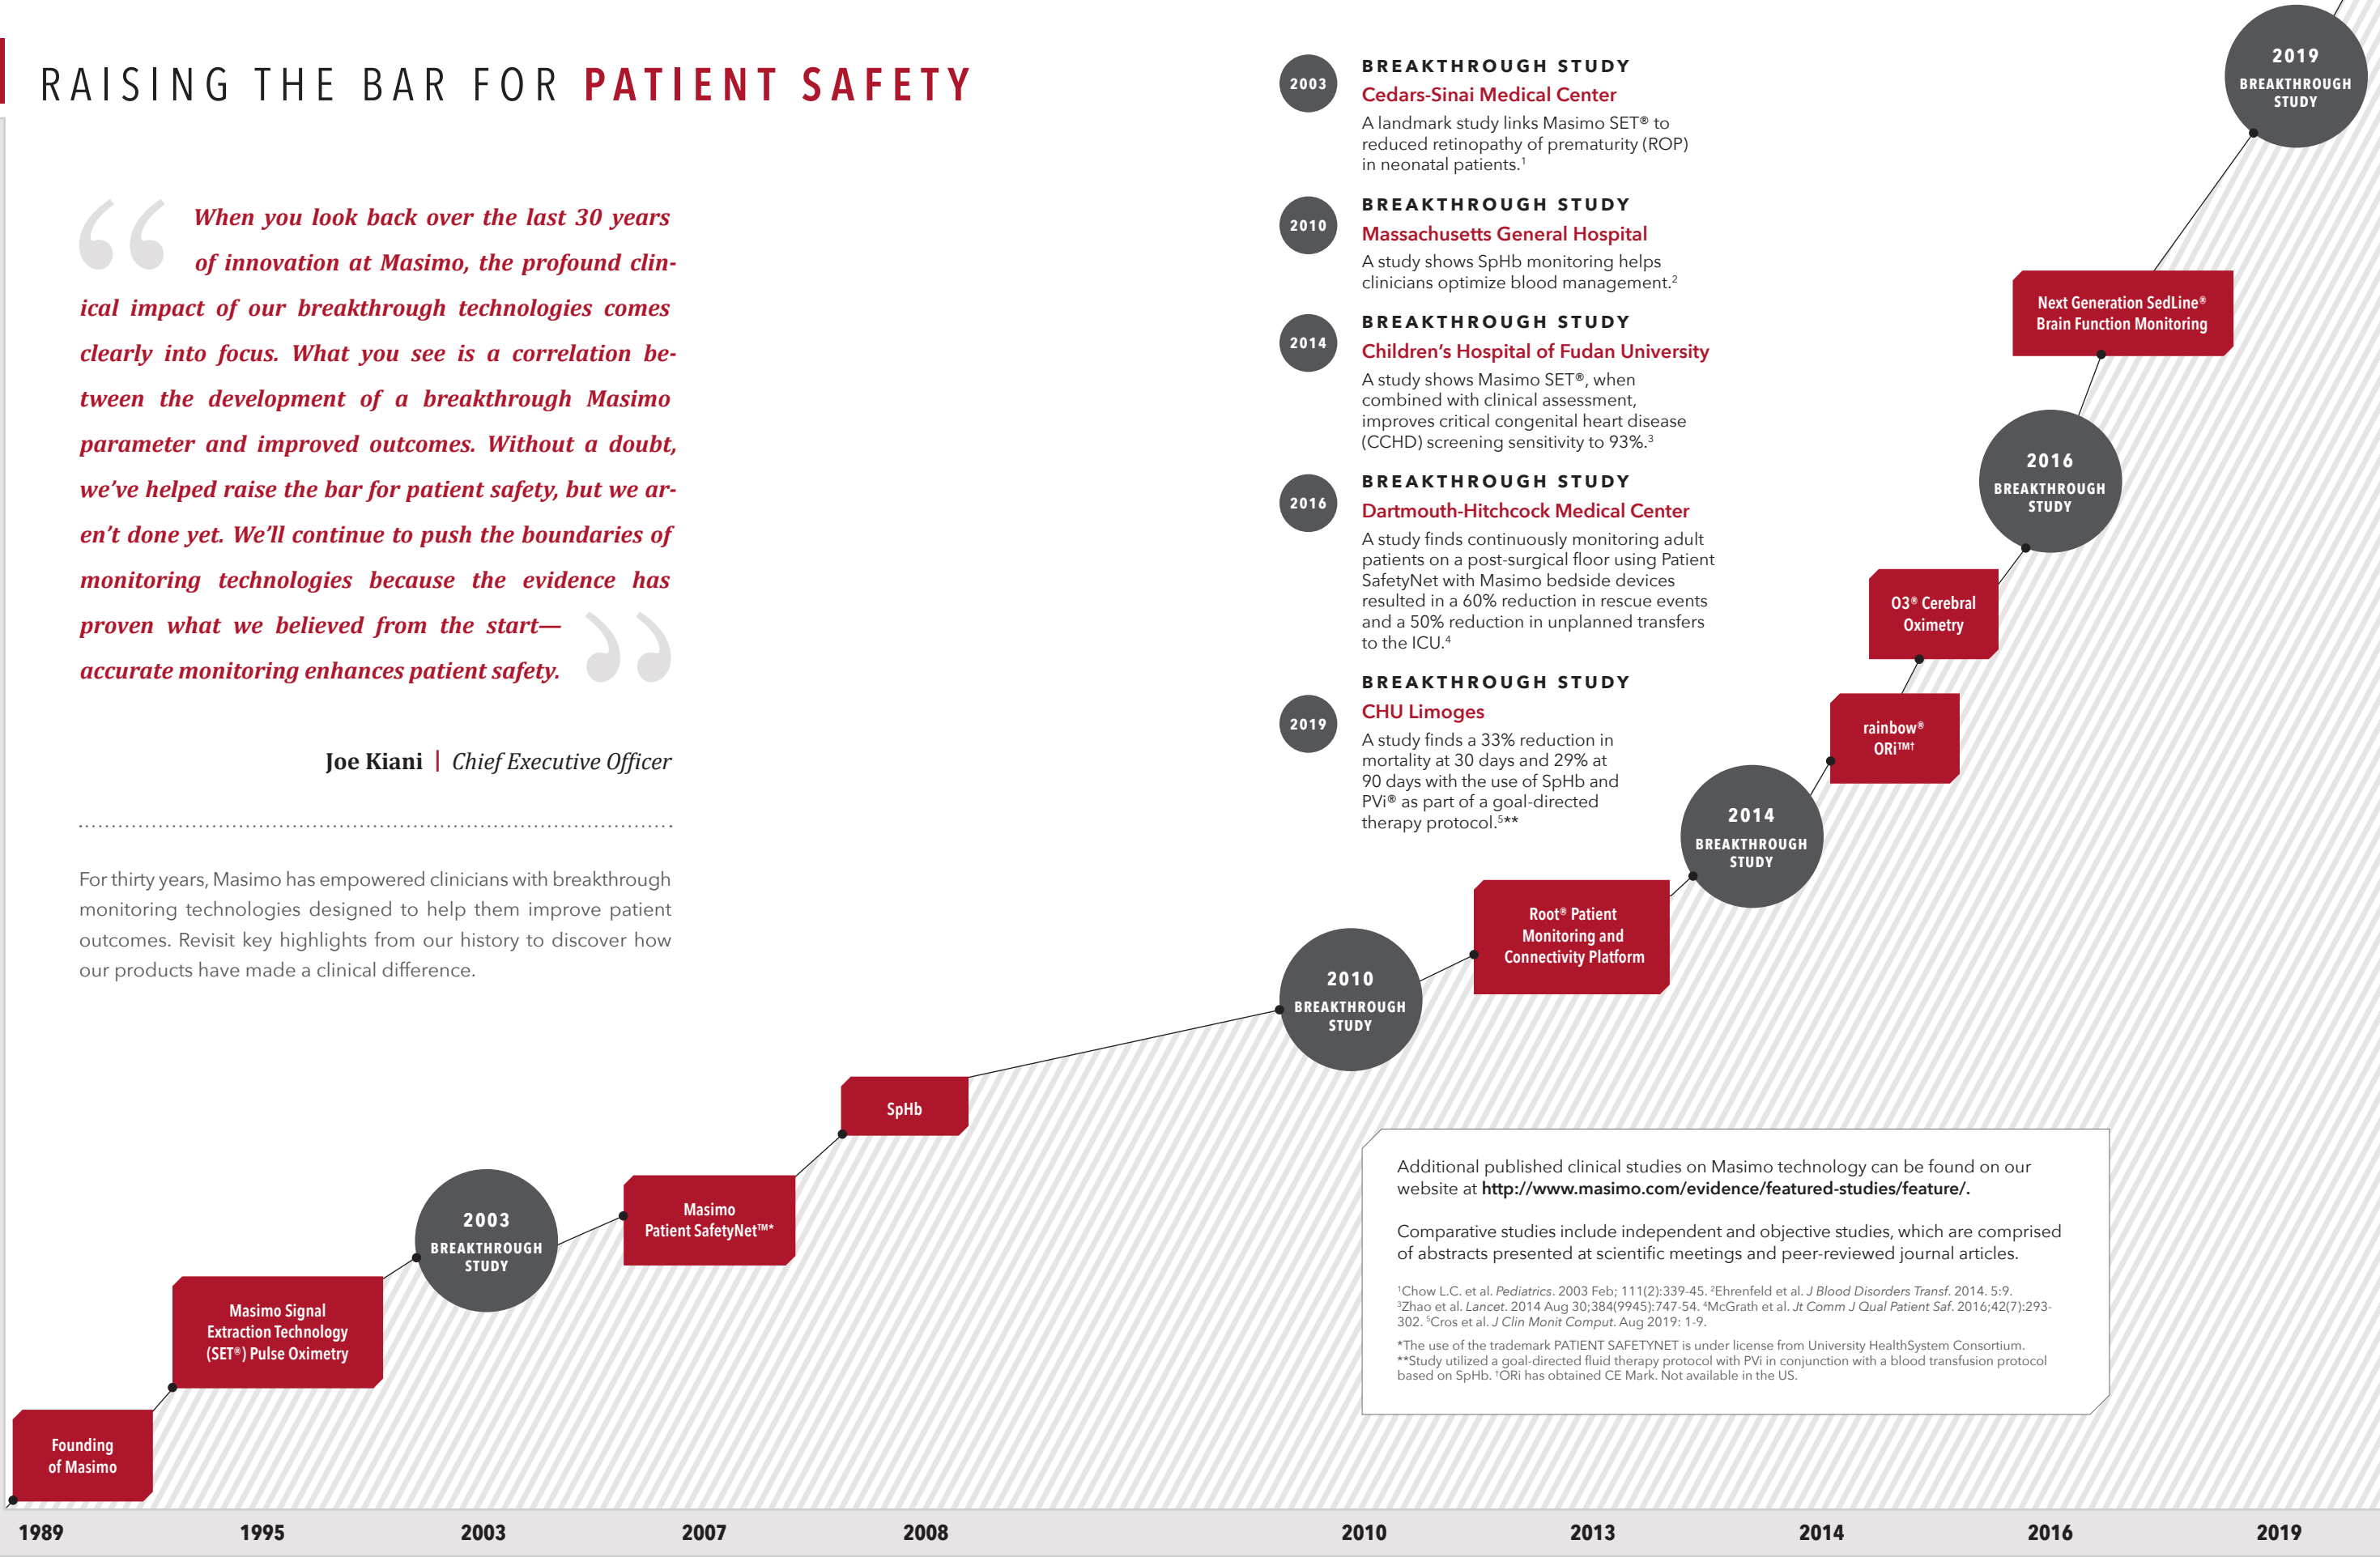 RAISING THE BAR FOR PATIENT SAFETY
“ When you look back over the last 30 years
of innovation at Masimo, the profound clin-
ical impact of our breakthrough technologies comes
clearly into focus. What you see is a correlation be-
tween the development of a breakthrough Masimo
parameter and improved outcomes. Without a doubt,
we’ve helped raise the bar for patient safety, but we ar-
en’t done yet. We’ll continue to push the boundaries of
monitoring technologies because the evidence has
proven what we believed from the start—
accurate monitoring enhances patient safety. ”
Joe Kiani | Chief Executive Officer
For thirty years, Masimo has empowered clinicians with breakthrough
monitoring technologies designed to help them improve patient
outcomes. Revisit key highlights from our history to discover how
our products have made a clinical difference.
2003
BREAKTHROUGH STUDY
Cedars-Sinai Medical Center
A landmark study links Masimo SET® to
reduced retinopathy of prematurity (ROP)
in neonatal patients.¹
2010
BREAKTHROUGH STUDY
Massachusetts General Hospital
A study shows SpHb monitoring helps
clinicians optimize blood management.²
2014
BREAKTHROUGH STUDY
Children’s Hospital of Fudan University
A study shows Masimo SET®, when
combined with clinical assessment,
improves critical congenital heart disease
(CCHD) screening sensitivity to 93%.³
2016
BREAKTHROUGH STUDY
Dartmouth-Hitchcock Medical Center
A study finds continuously monitoring adult
patients on a post-surgical floor using Patient
SafetyNet with Masimo bedside devices
resulted in a 60% reduction in rescue events
and a 50% reduction in unplanned transfers
to the ICU.⁴
2019
BREAKTHROUGH STUDY
CHU Limoges
A study finds a 33% reduction in
mortality at 30 days and 29% at
90 days with the use of SpHb and
PVi® as part of a goal-directed
therapy protocol.⁵**
Founding
of Masimo
Masimo Signal
Extraction Technology
(SET®) Pulse Oximetry
2003
BREAKTHROUGH
STUDY
Masimo
Patient SafetyNet™*
SpHb
2010
BREAKTHROUGH
STUDY
Root® Patient
Monitoring and
Connectivity Platform
2014
BREAKTHROUGH
STUDY
rainbow®
ORi™†
O3® Cerebral
Oximetry
2016
BREAKTHROUGH
STUDY
Next Generation SedLine®
Brain Function Monitoring
2019
BREAKTHROUGH
STUDY
Additional published clinical studies on Masimo technology can be found on our
website at http://www.masimo.com/evidence/featured-studies/feature/.
Comparative studies include independent and objective studies, which are comprised
of abstracts presented at scientific meetings and peer-reviewed journal articles.
¹Chow L.C. et al. Pediatrics. 2003 Feb; 111(2):339-45. ²Ehrenfeld et al. J Blood Disorders Transf. 2014. 5:9.
³Zhao et al. Lancet. 2014 Aug 30;384(9945):747-54. ⁴McGrath et al. Jt Comm J Qual Patient Saf. 2016;42(7):293-
302. ⁵Cros et al. J Clin Monit Comput. Aug 2019: 1-9.
*The use of the trademark PATIENT SAFETYNET is under license from University HealthSystem Consortium.
**Study utilized a goal-directed fluid therapy protocol with PVi in conjunction with a blood transfusion protocol
based on SpHb. †ORi has obtained CE Mark. Not available in the US.
1989 1995 2003 2007 2008 2010 2013 2014 2016 2019